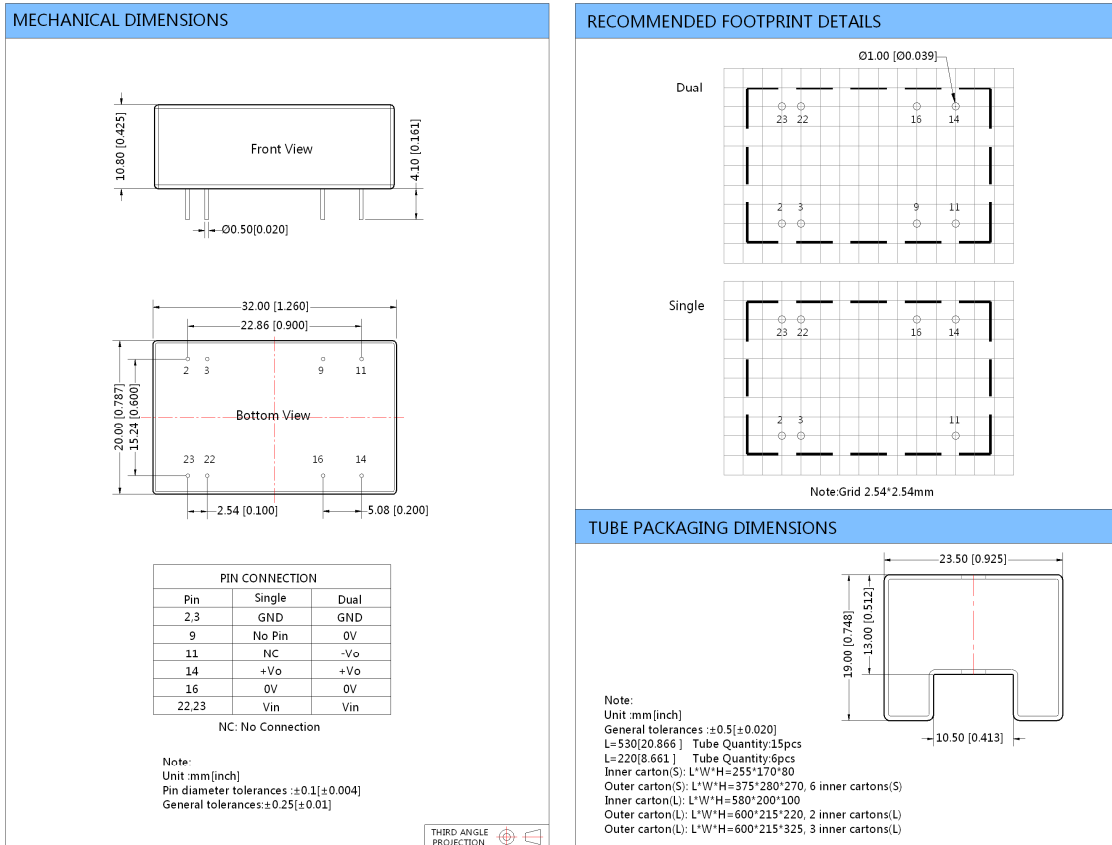 MECHANICAL DIMENSIONS
10.80 [0.425]
Front View
4.10 [0.161]
Ø0.50[0.020]
32.00 [1.260]
22.86 [0.900]
2 3 9 11
20.00 [0.787]
15.24 [0.600]
Bottom View
23 22 16 14
2.54 [0.100]
5.08 [0.200]
PIN CONNECTION
Pin Single Dual
2,3 GND GND
9 No Pin 0V
11 NC -Vo
14 +Vo +Vo
16 0V 0V
22,23 Vin Vin
NC: No Connection
Note:
Unit :mm[inch]
Pin diameter tolerances :±0.1[±0.004]
General tolerances:±0.25[±0.01]
THIRD ANGLE
PROJECTION
RECOMMENDED FOOTPRINT DETAILS
Ø1.00 [Ø0.039]
Dual
23 22 16 14
2 3 9 11
Single
23 22 16 14
2 3 11
Note:Grid 2.54*2.54mm
TUBE PACKAGING DIMENSIONS
23.50 [0.925]
19.00 [0.748]
13.00 [0.512]
10.50 [0.413]
Note:
Unit :mm[inch]
General tolerances :±0.5[±0.020]
L=530[20.866 ] Tube Quantity:15pcs
L=220[8.661 ] Tube Quantity:6pcs
Inner carton(S): L*W*H=255*170*80
Outer carton(S): L*W*H=375*280*270, 6 inner cartons(S)
Inner carton(L): L*W*H=580*200*100
Outer carton(L): L*W*H=600*215*220, 2 inner cartons(L)
Outer carton(L): L*W*H=600*215*325, 3 inner cartons(L)